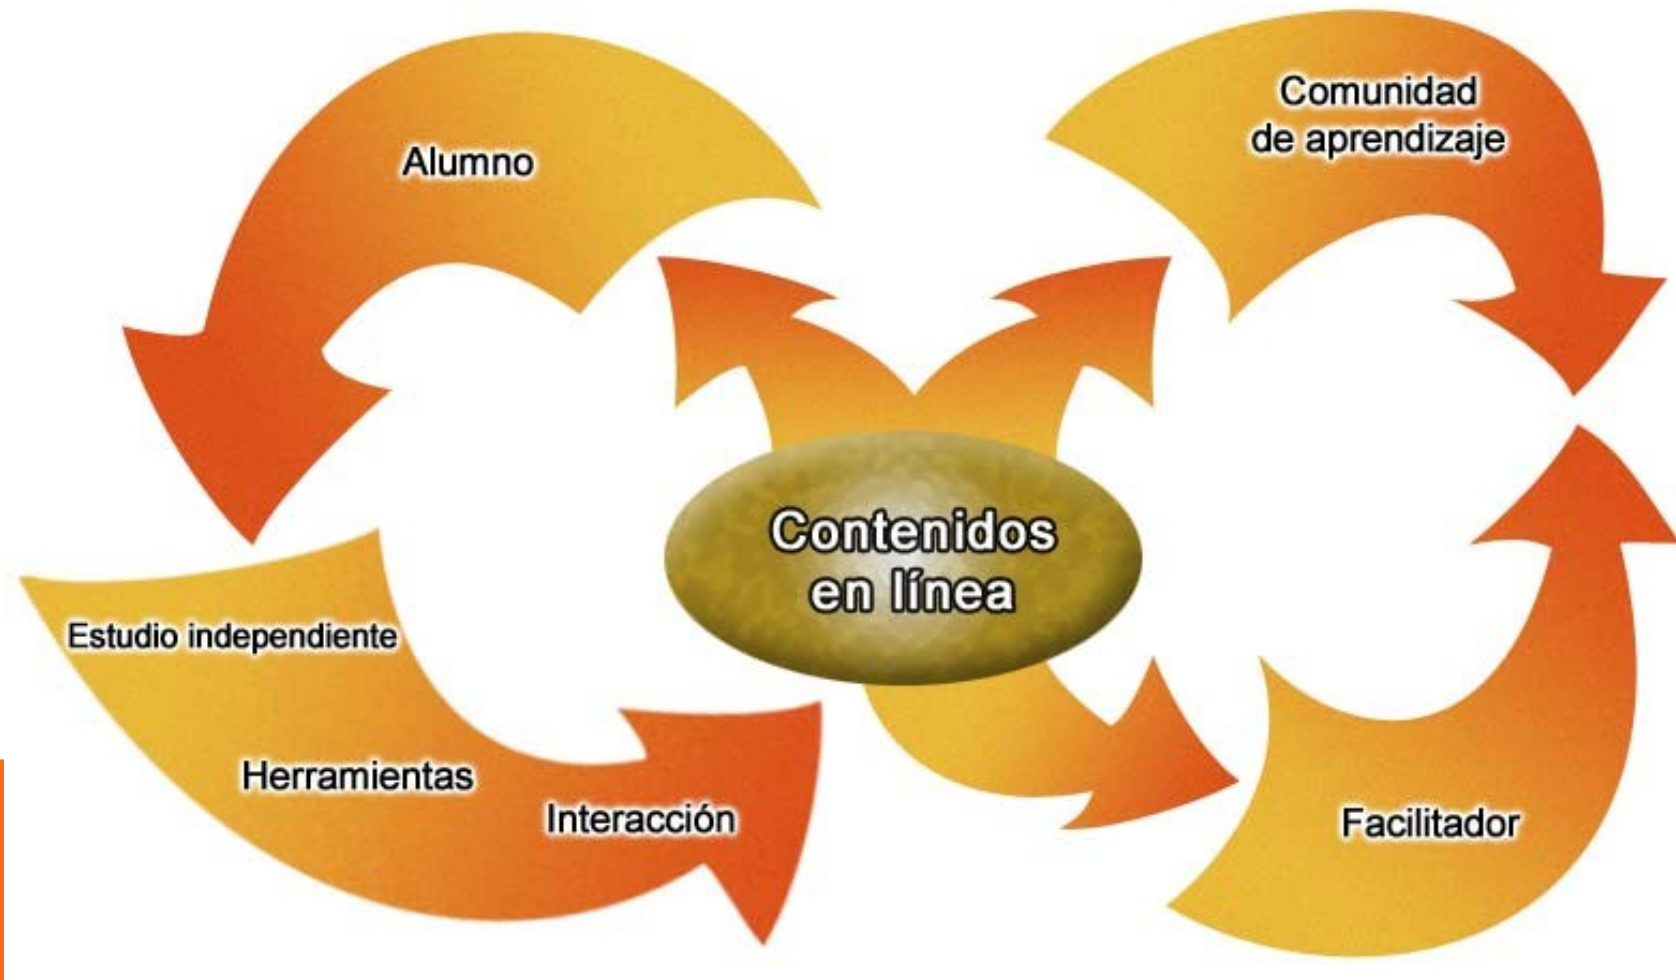 Alumno
Comunidad
de aprendizaje
Contenidos
en línea
Estudio independiente
Herramientas
Interacción
Facilitador